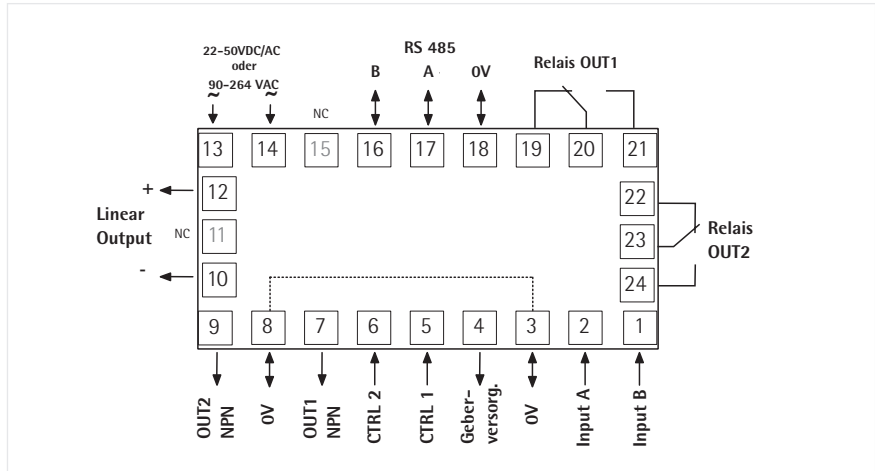 22-50VDC/AC
oder
90-264 VAC
~ ~
RS 485
B A 0V
Relais OUT1
NC
13 14 15 16 17 18 19 20 21
+ 12
Linear
Output
NC 11
- 10
22
23
24
Relais
OUT2
9 8 7 6 5 4 3 2 1
OUT2
NPN
0V
OUT1
NPN
CTRL 2
CTRL 1
Geber-
versorg.
0V
Input A
Input B